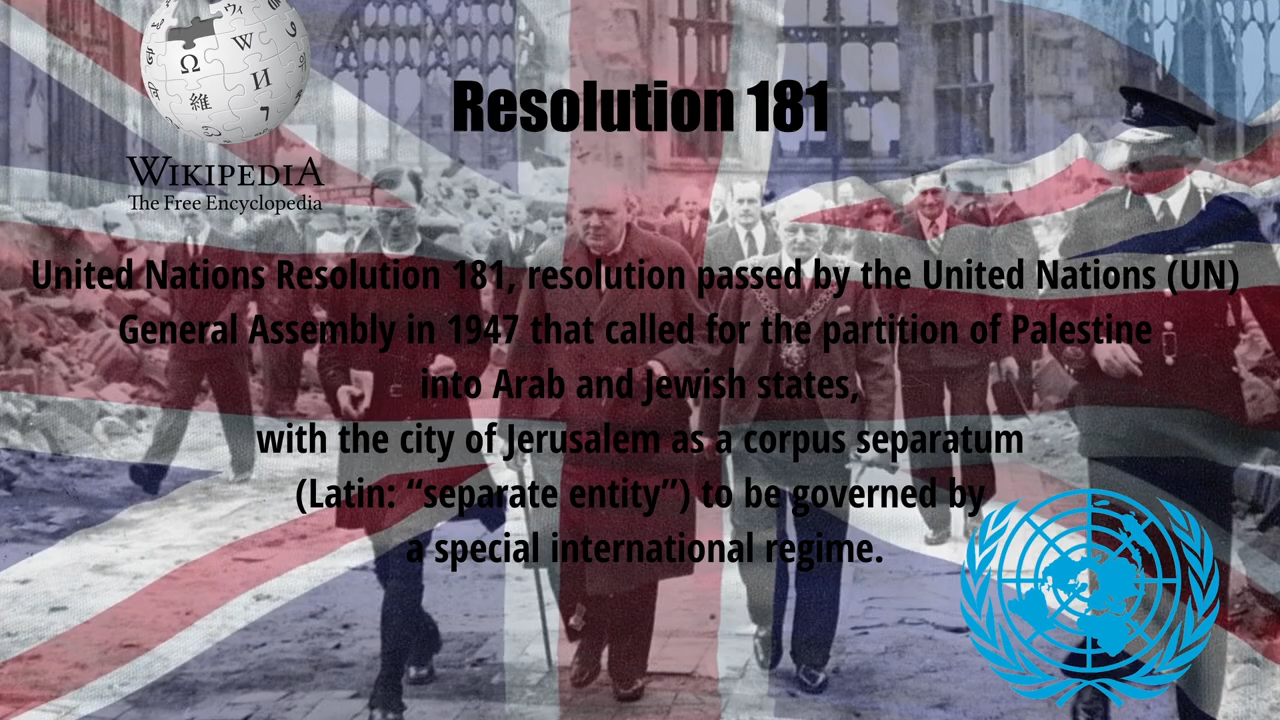 Ω
W
И
維
7
WIKIPEDIA
The Free Encyclopedia
Resolution 181
United Nations Resolution 181, resolution passed by the United Nations (UN)
General Assembly in 1947 that called for the partition of Palestine
into Arab and Jewish states,
with the city of Jerusalem as a corpus separatum
(Latin: “separate entity”) to be governed by
a special international regime.